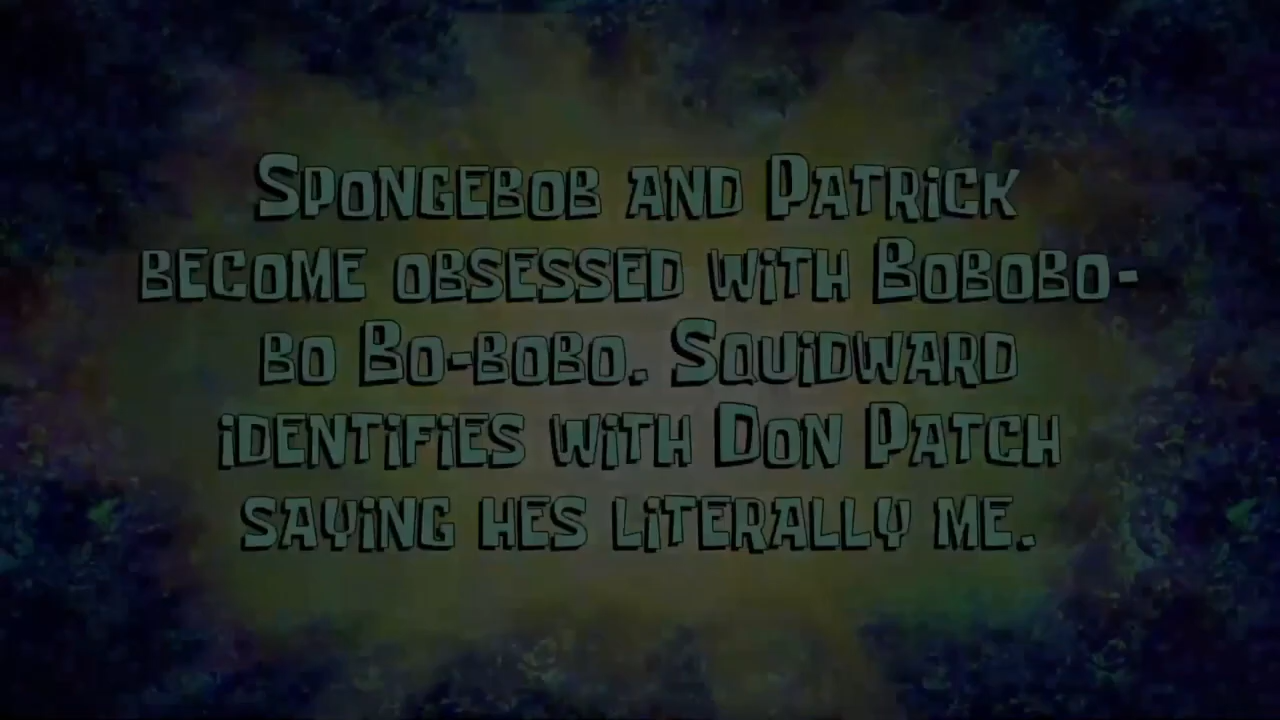 Spongebob and Patrick
become obsessed with Bobobo-
bo Bo-bobo. Squidward
identifies with Don Patch
saying hes literally me.